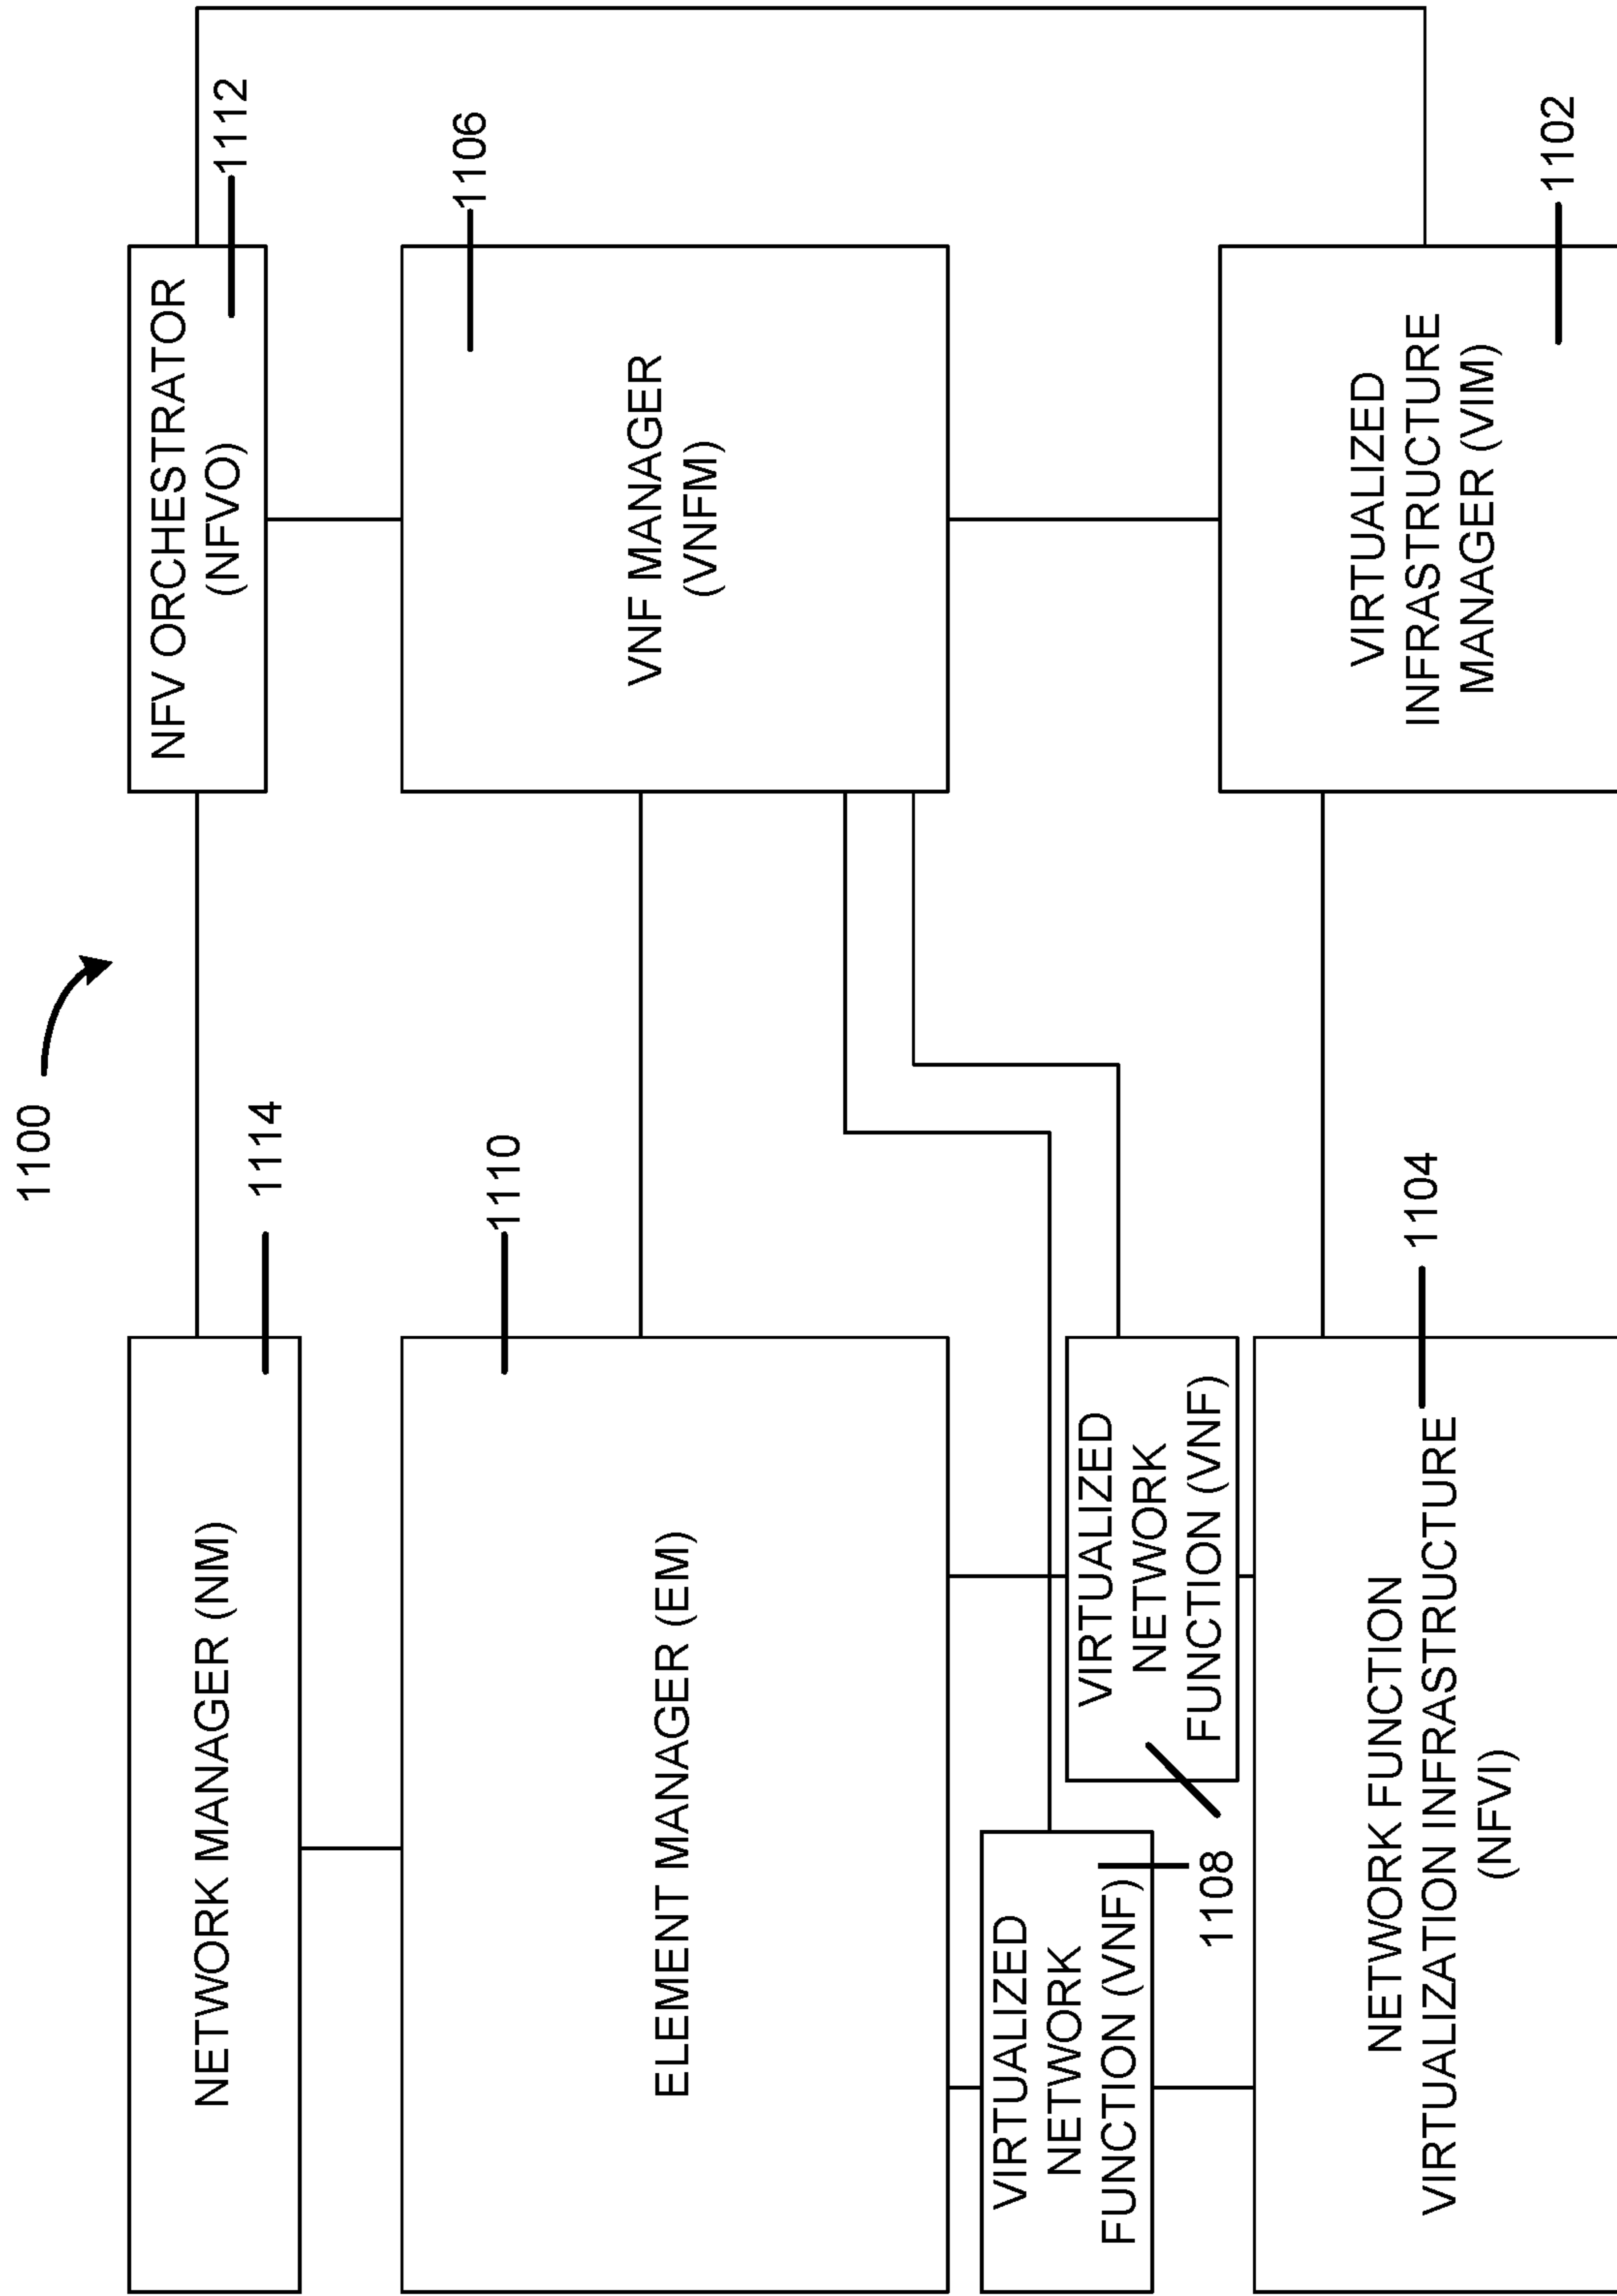 1100
NETWORK MANAGER (NM)
1114
NFV ORCHESTRATOR
(NFVO)
1112
ELEMENT MANAGER (EM)
1110
VNF MANAGER
(VNFM)
1106
VIRTUALIZED
NETWORK
FUNCTION (VNF)
1108
VIRTUALIZED
NETWORK
FUNCTION (VNF)
NETWORK FUNCTION
VIRTUALIZATION INFRASTRUCTURE
(NFVI)
1104
VIRTUALIZED
INFRASTRUCTURE
MANAGER (VIM)
1102